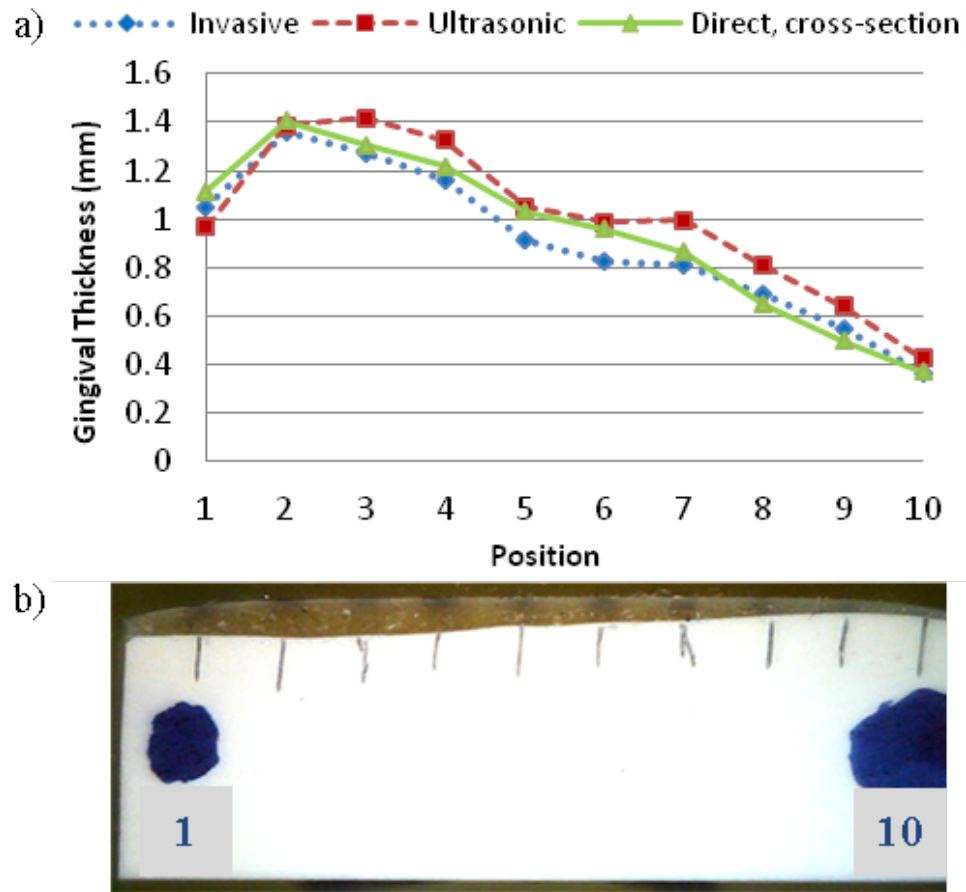 a) Invasive Ultrasonic Direct, cross-section
Gingival Thickness (mm)
1.6
1.4
1.2
1
0.8
0.6
0.4
0.2
0
1 2 3 4 5 6 7 8 9 10
Position
b)
1 10